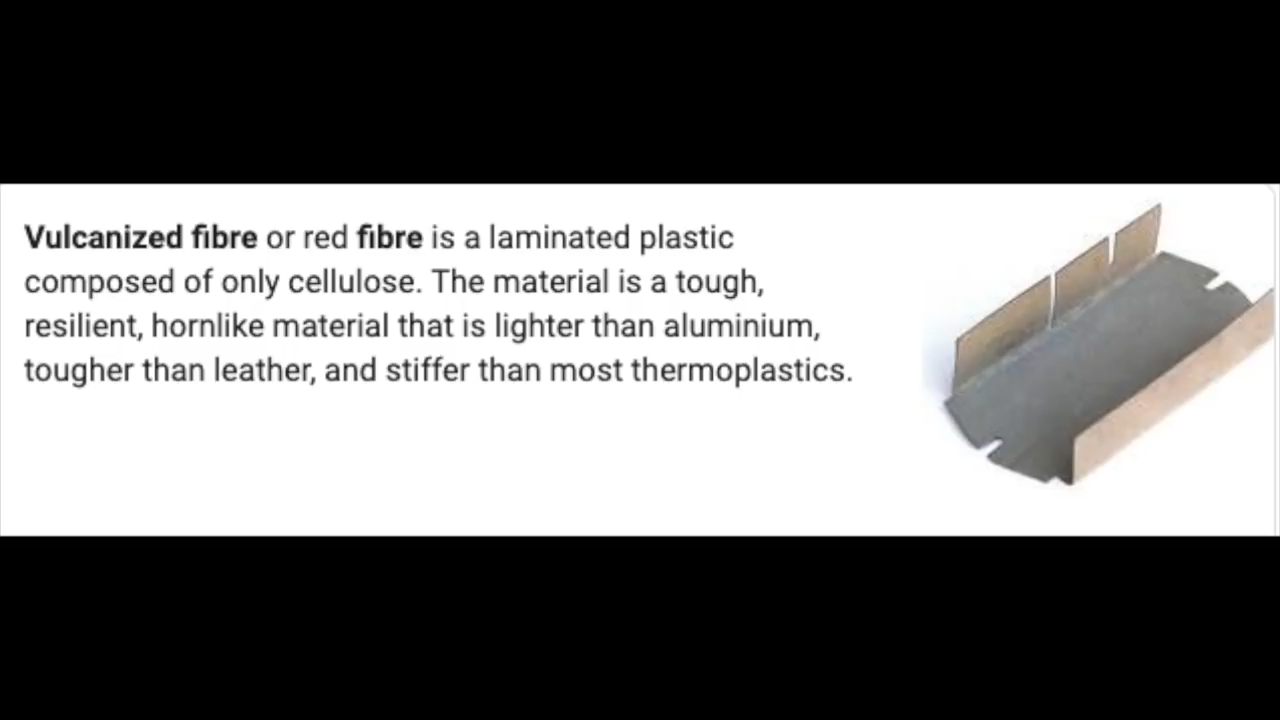 Vulcanized fibre or red fibre is a laminated plastic
composed of only cellulose. The material is a tough,
resilient, hornlike material that is lighter than aluminium,
tougher than leather, and stiffer than most thermoplastics.